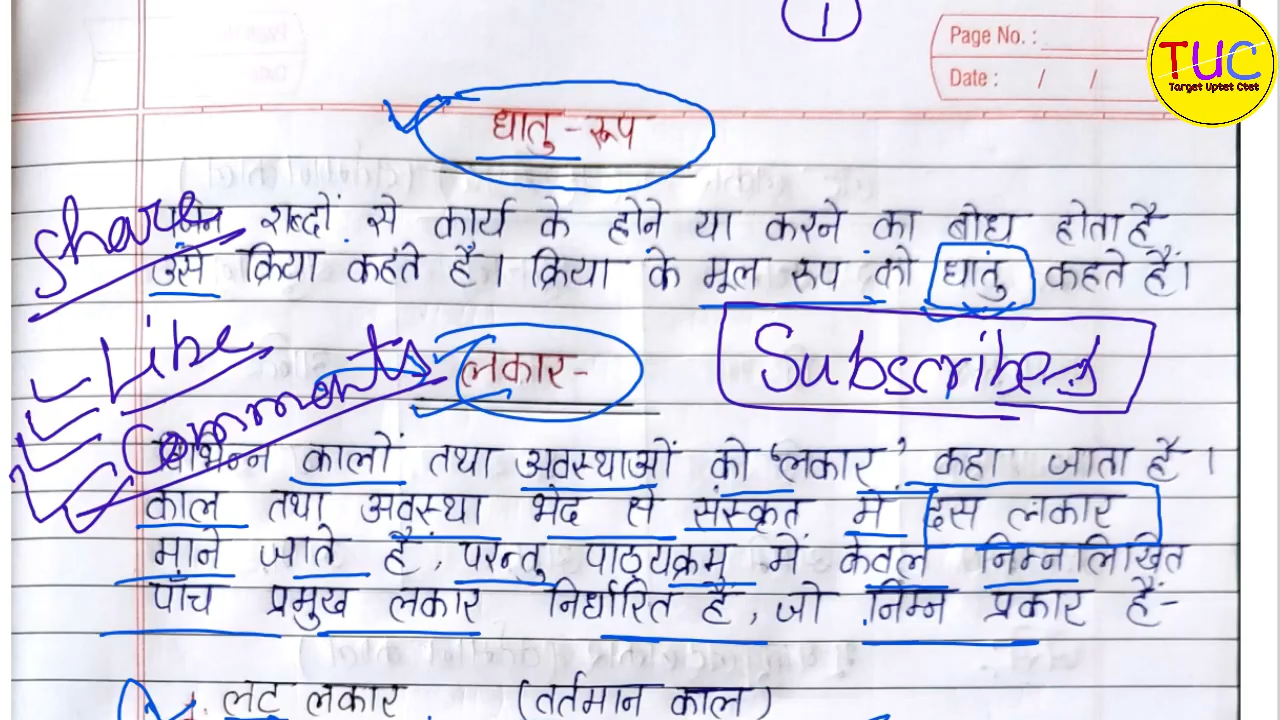 1
Page No. :
Date : / /
TUC
Target Uptet Ctet
धातु - रूप
शब्दों से कार्य के होने या करने का बोध होता है
उसे क्रिया कहते हैं। क्रिया के मूल रूप को धातु कहते हैं।
Share
Like
Comments
लकार-
Subscribe
विभिन्न कालों तथा अवस्थाओं को 'लकार' कहा जाता है।
काल तथा अवस्था भेद से संस्कृत में दस लकार
माने जाते हैं, परन्तु पाठ्यक्रम में केवल निम्नलिखित
पाँच प्रमुख लकार निर्धारित हैं, जो निम्न प्रकार हैं-
1. लट् लकार (वर्तमान काल)